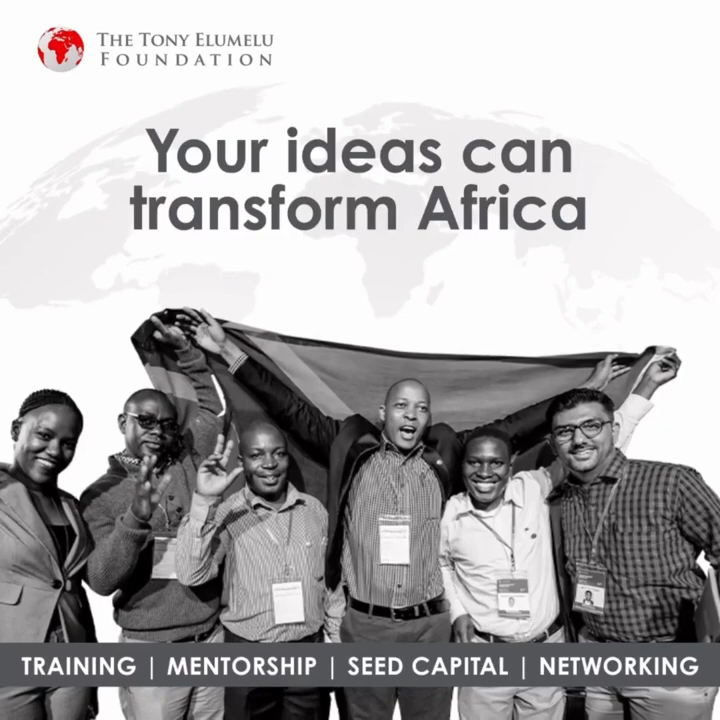 THE TONY ELUMELU
FOUNDATION
Your ideas can
transform Africa
TRAINING | MENTORSHIP | SEED CAPITAL | NETWORKING